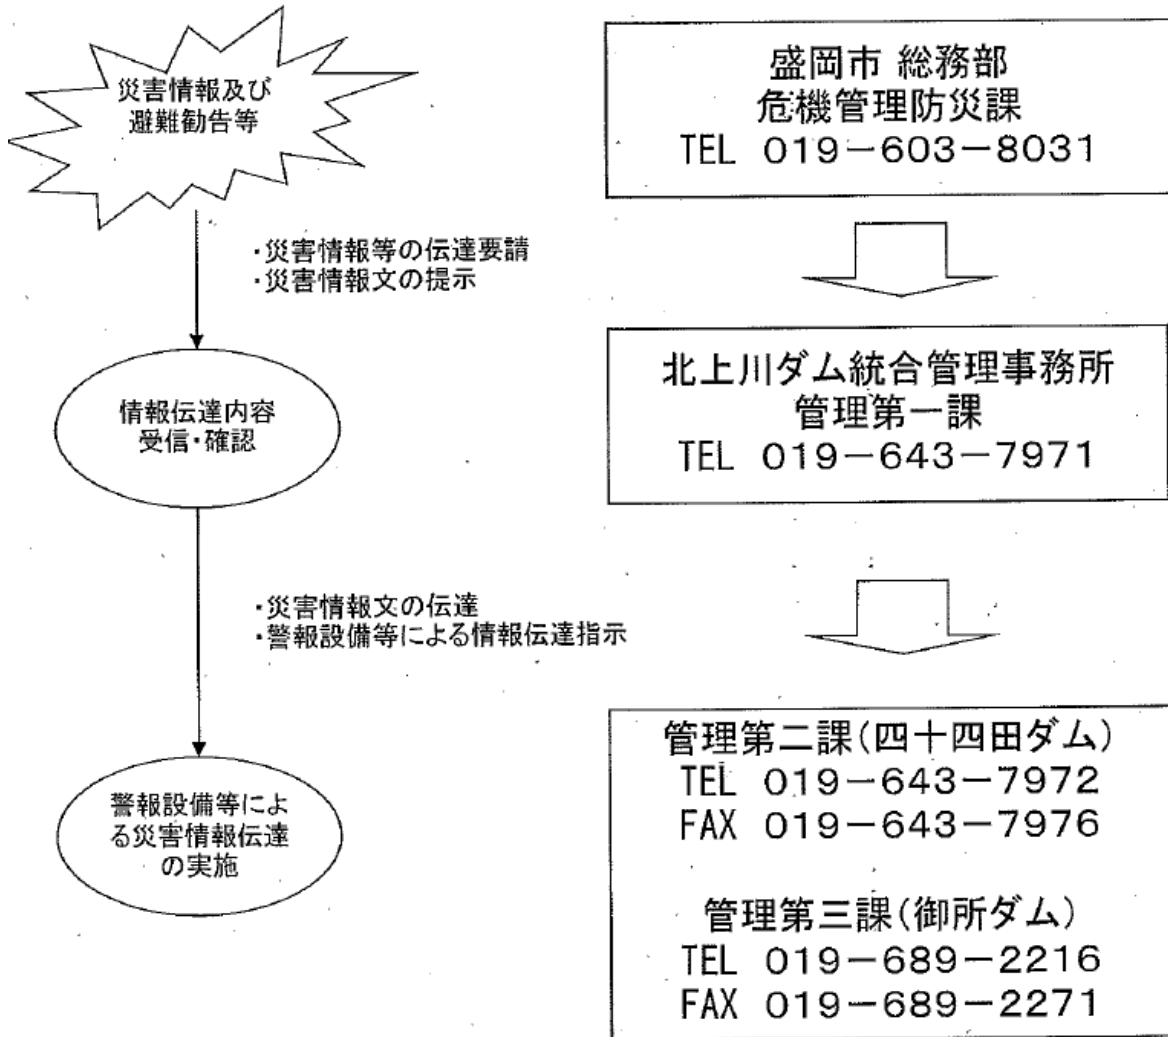 災害情報及び
避難勧告等
・災害情報等の伝達要請
・災害情報文の提示
情報伝達内容
受信・確認
・災害情報文の伝達
・警報設備等による情報伝達指示
警報設備等によ
る災害情報伝達
の実施
盛岡市 総務部
危機管理防災課
TEL 019－603－8031
北上川ダム統合管理事務所
管理第一課
TEL 019－643－7971
管理第二課(四十四田ダム)
TEL 019－643－7972
FAX 019－643－7976
管理第三課(御所ダム)
TEL 019－689－2216
FAX 019－689－2271